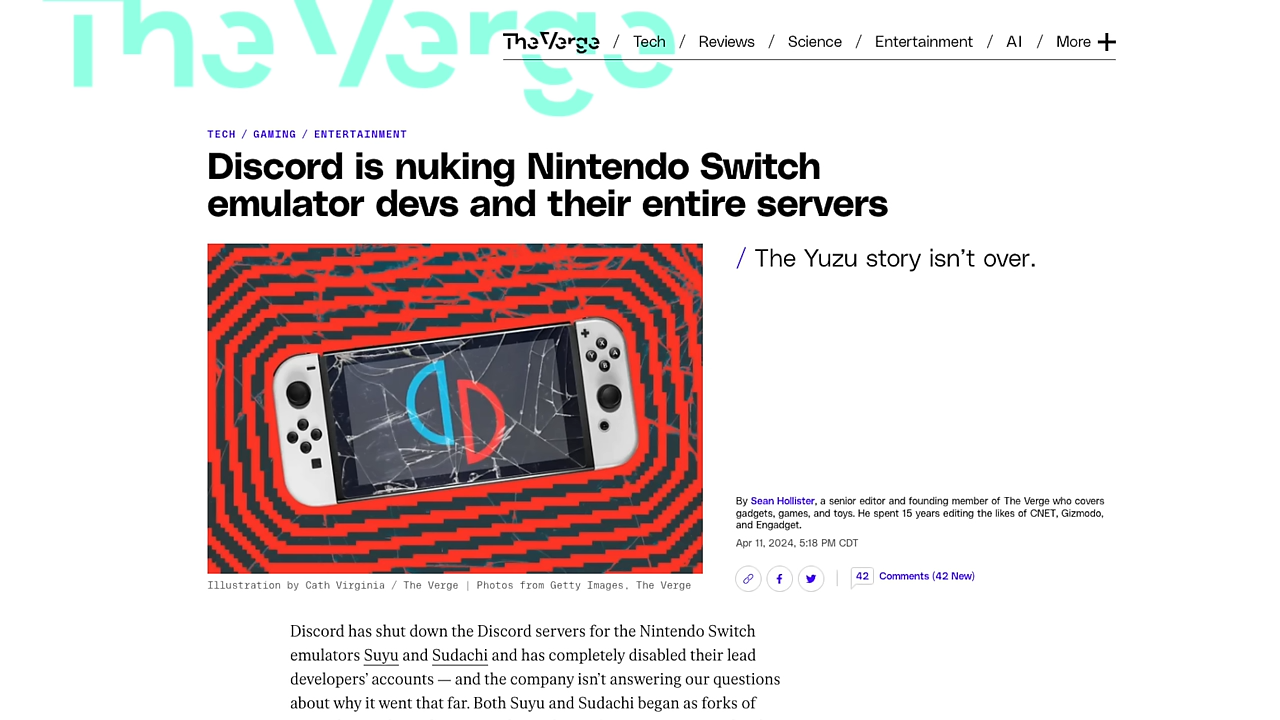 The Verge
The Verge / Tech / Reviews / Science / Entertainment / AI / More +
TECH / GAMING / ENTERTAINMENT
Discord is nuking Nintendo Switch
emulator devs and their entire servers
/ The Yuzu story isn’t over.
X
Y
A
B
By Sean Hollister, a senior editor and founding member of The Verge who covers
gadgets, games, and toys. He spent 15 years editing the likes of CNET, Gizmodo,
and Engadget.
Apr 11, 2024, 5:18 PM CDT
42 Comments (42 New)
Illustration by Cath Virginia / The Verge | Photos from Getty Images, The Verge
Discord has shut down the Discord servers for the Nintendo Switch
emulators Suyu and Sudachi and has completely disabled their lead
developers’ accounts — and the company isn’t answering our questions
about why it went that far. Both Suyu and Sudachi began as forks of